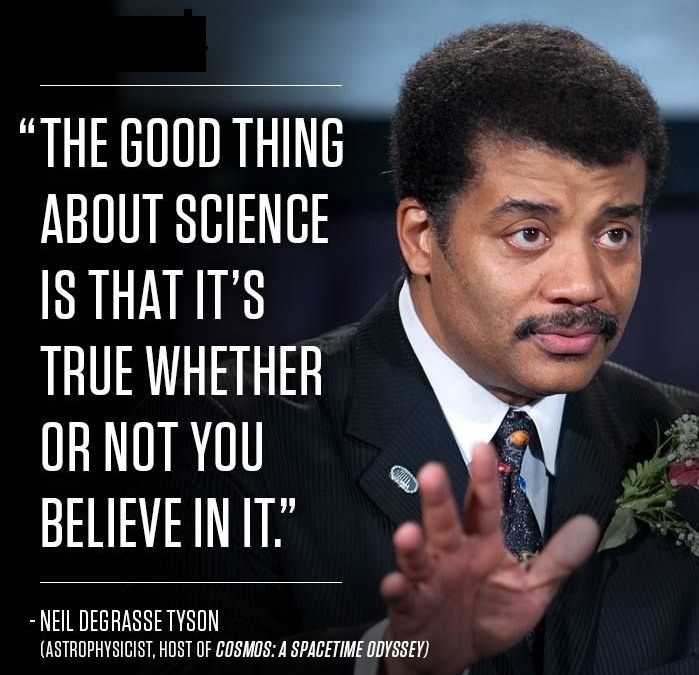 “THE GOOD THING
ABOUT SCIENCE
IS THAT IT’S
TRUE WHETHER
OR NOT YOU
BELIEVE IN IT.”
- NEIL DEGRASSE TYSON
(ASTROPHYSICIST, HOST OF COSMOS: A SPACETIME ODYSSEY)